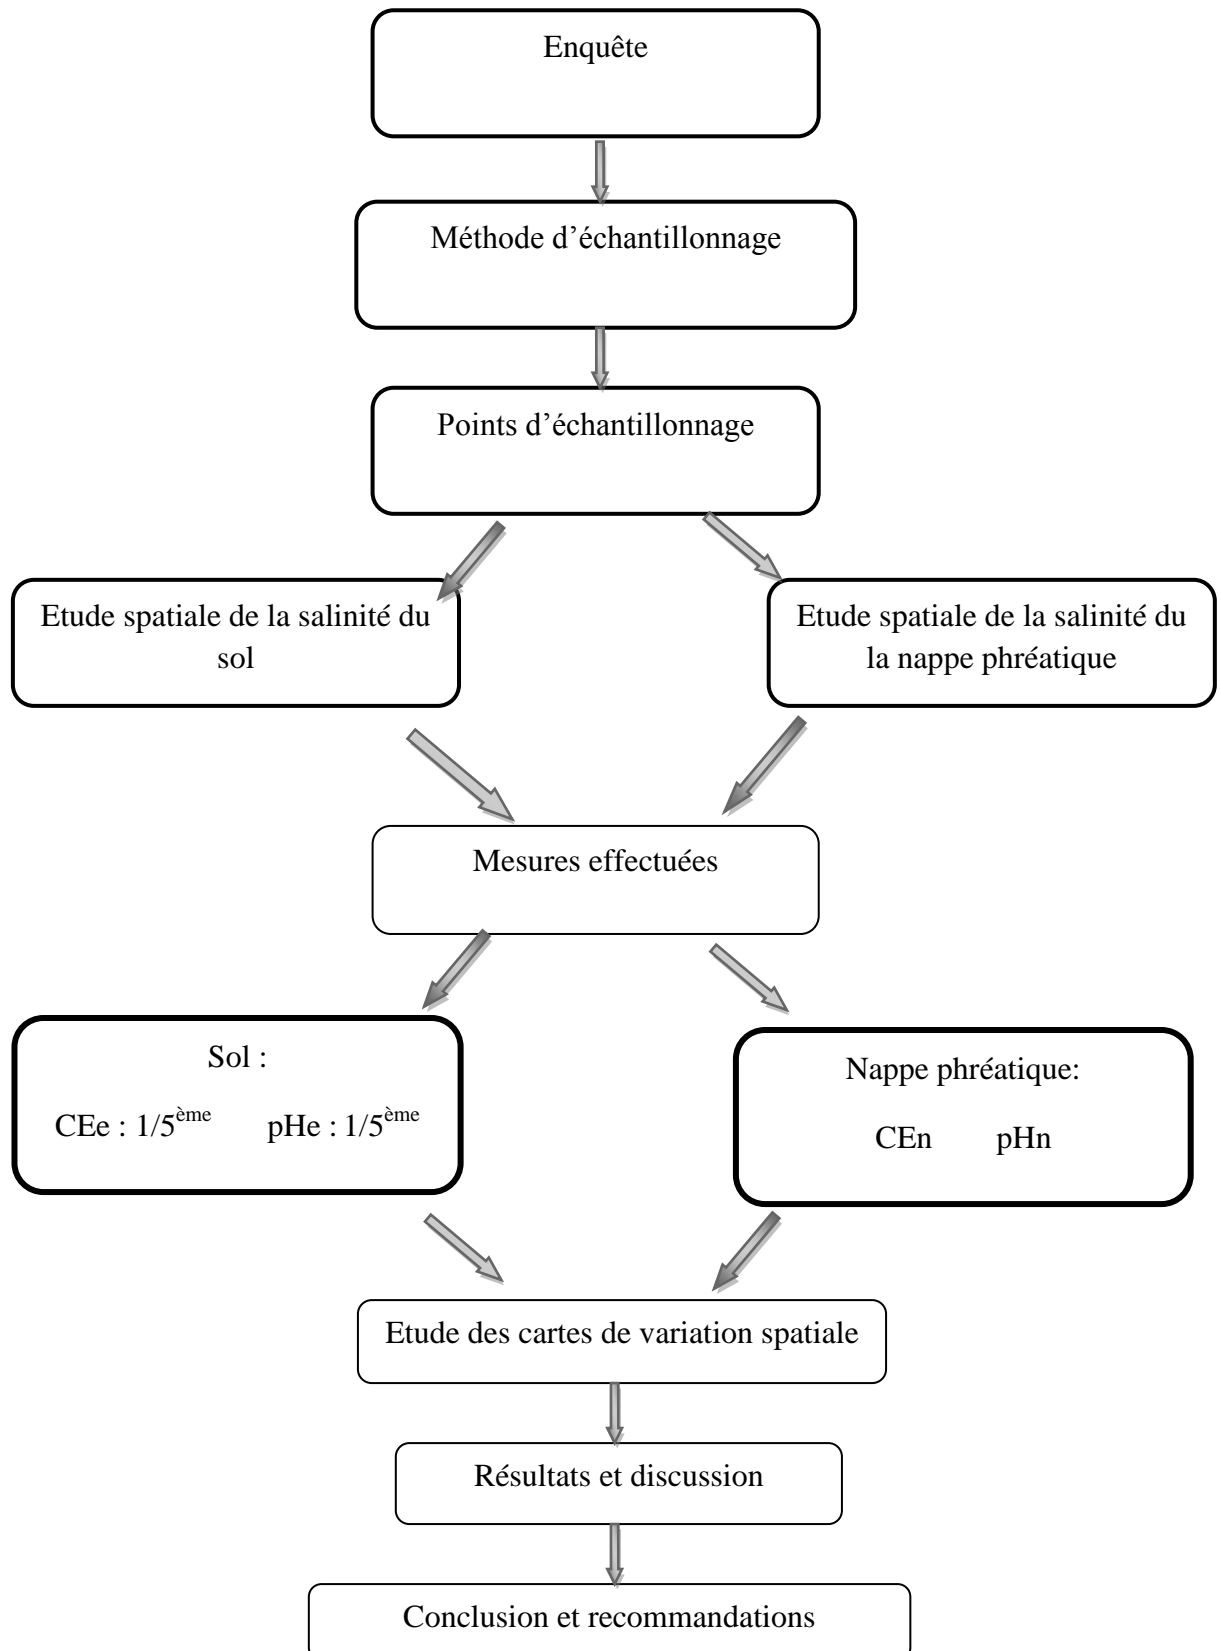 Enquête
Méthode d’échantillonnage
Points d’échantillonnage
Etude spatiale de la salinité du
sol
Etude spatiale de la salinité du
la nappe phréatique
Mesures effectuées
Sol :
CEe : 1/5ème pHe : 1/5ème
Nappe phréatique:
CEn pHn
Etude des cartes de variation spatiale
Résultats et discussion
Conclusion et recommandations